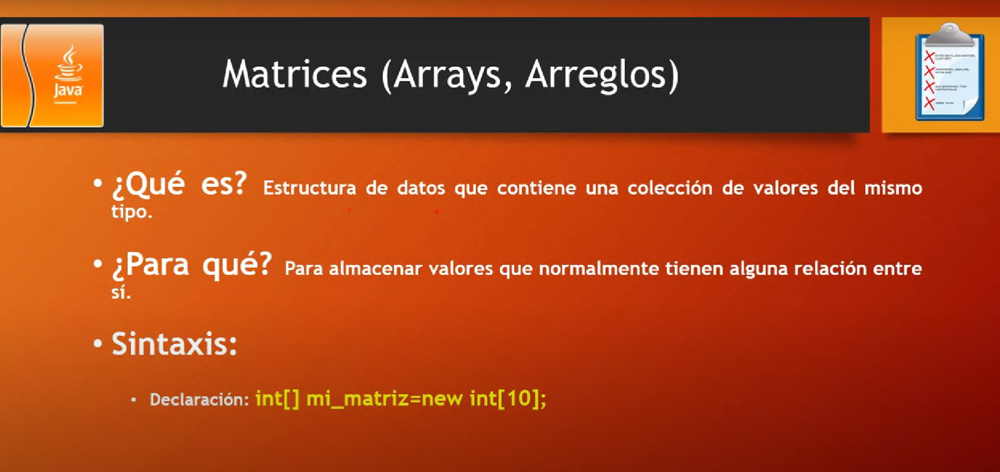 Java
Matrices (Arrays, Arreglos)
• ¿Qué es? Estructura de datos que contiene una colección de valores del mismo
tipo.
• ¿Para qué? Para almacenar valores que normalmente tienen alguna relación entre
sí.
• Sintaxis:
• Declaración: int[] mi_matriz=new int[10];